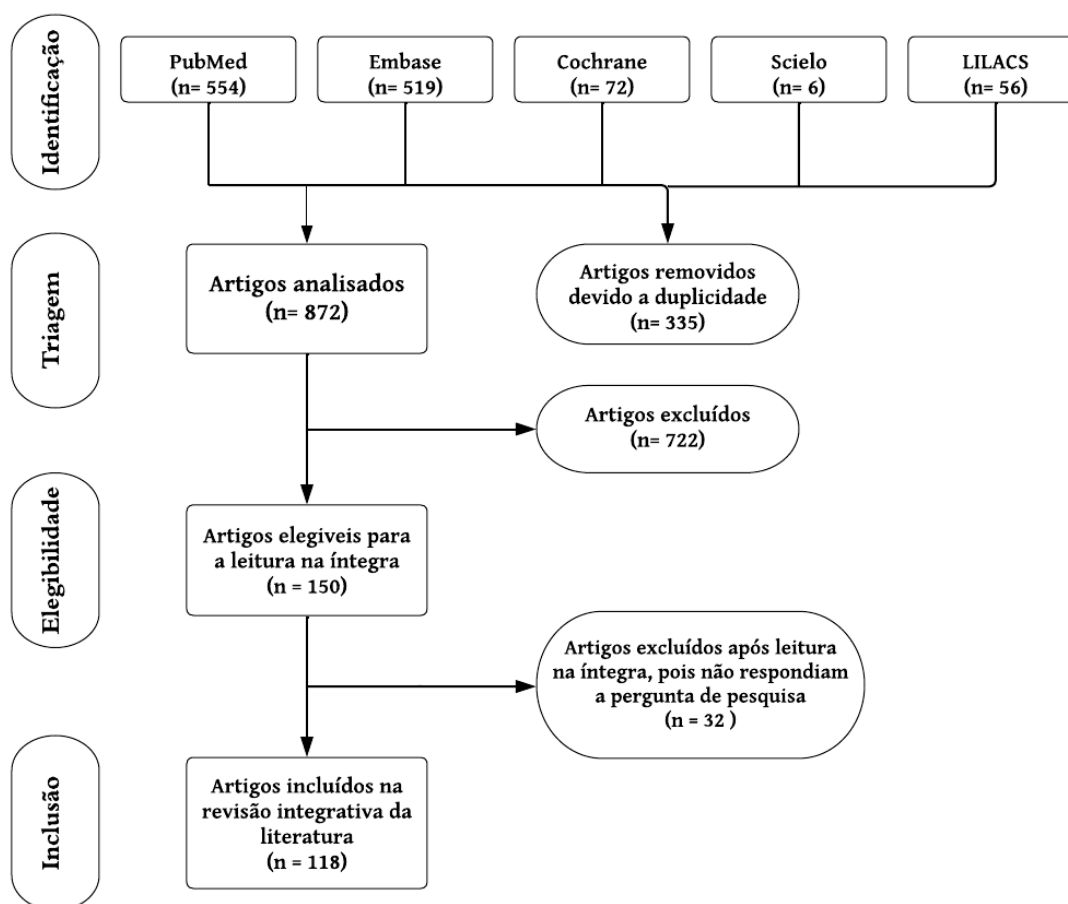 Identificação
PubMed
(n= 554)
Embase
(n= 519)
Cochrane
(n= 72)
Scielo
(n= 6)
LILACS
(n= 56)
Triagem
Artigos analisados
(n= 872)
Artigos removidos
devido a duplicidade
(n= 335)
Artigos excluídos
(n= 722)
Elegibilidade
Artigos elegiveis para
a leitura na íntegra
(n = 150)
Artigos excluídos após leitura
na íntegra, pois não respondiam
a pergunta de pesquisa
(n = 32 )
Inclusão
Artigos incluídos na
revisão integrativa da
literatura
(n = 118)